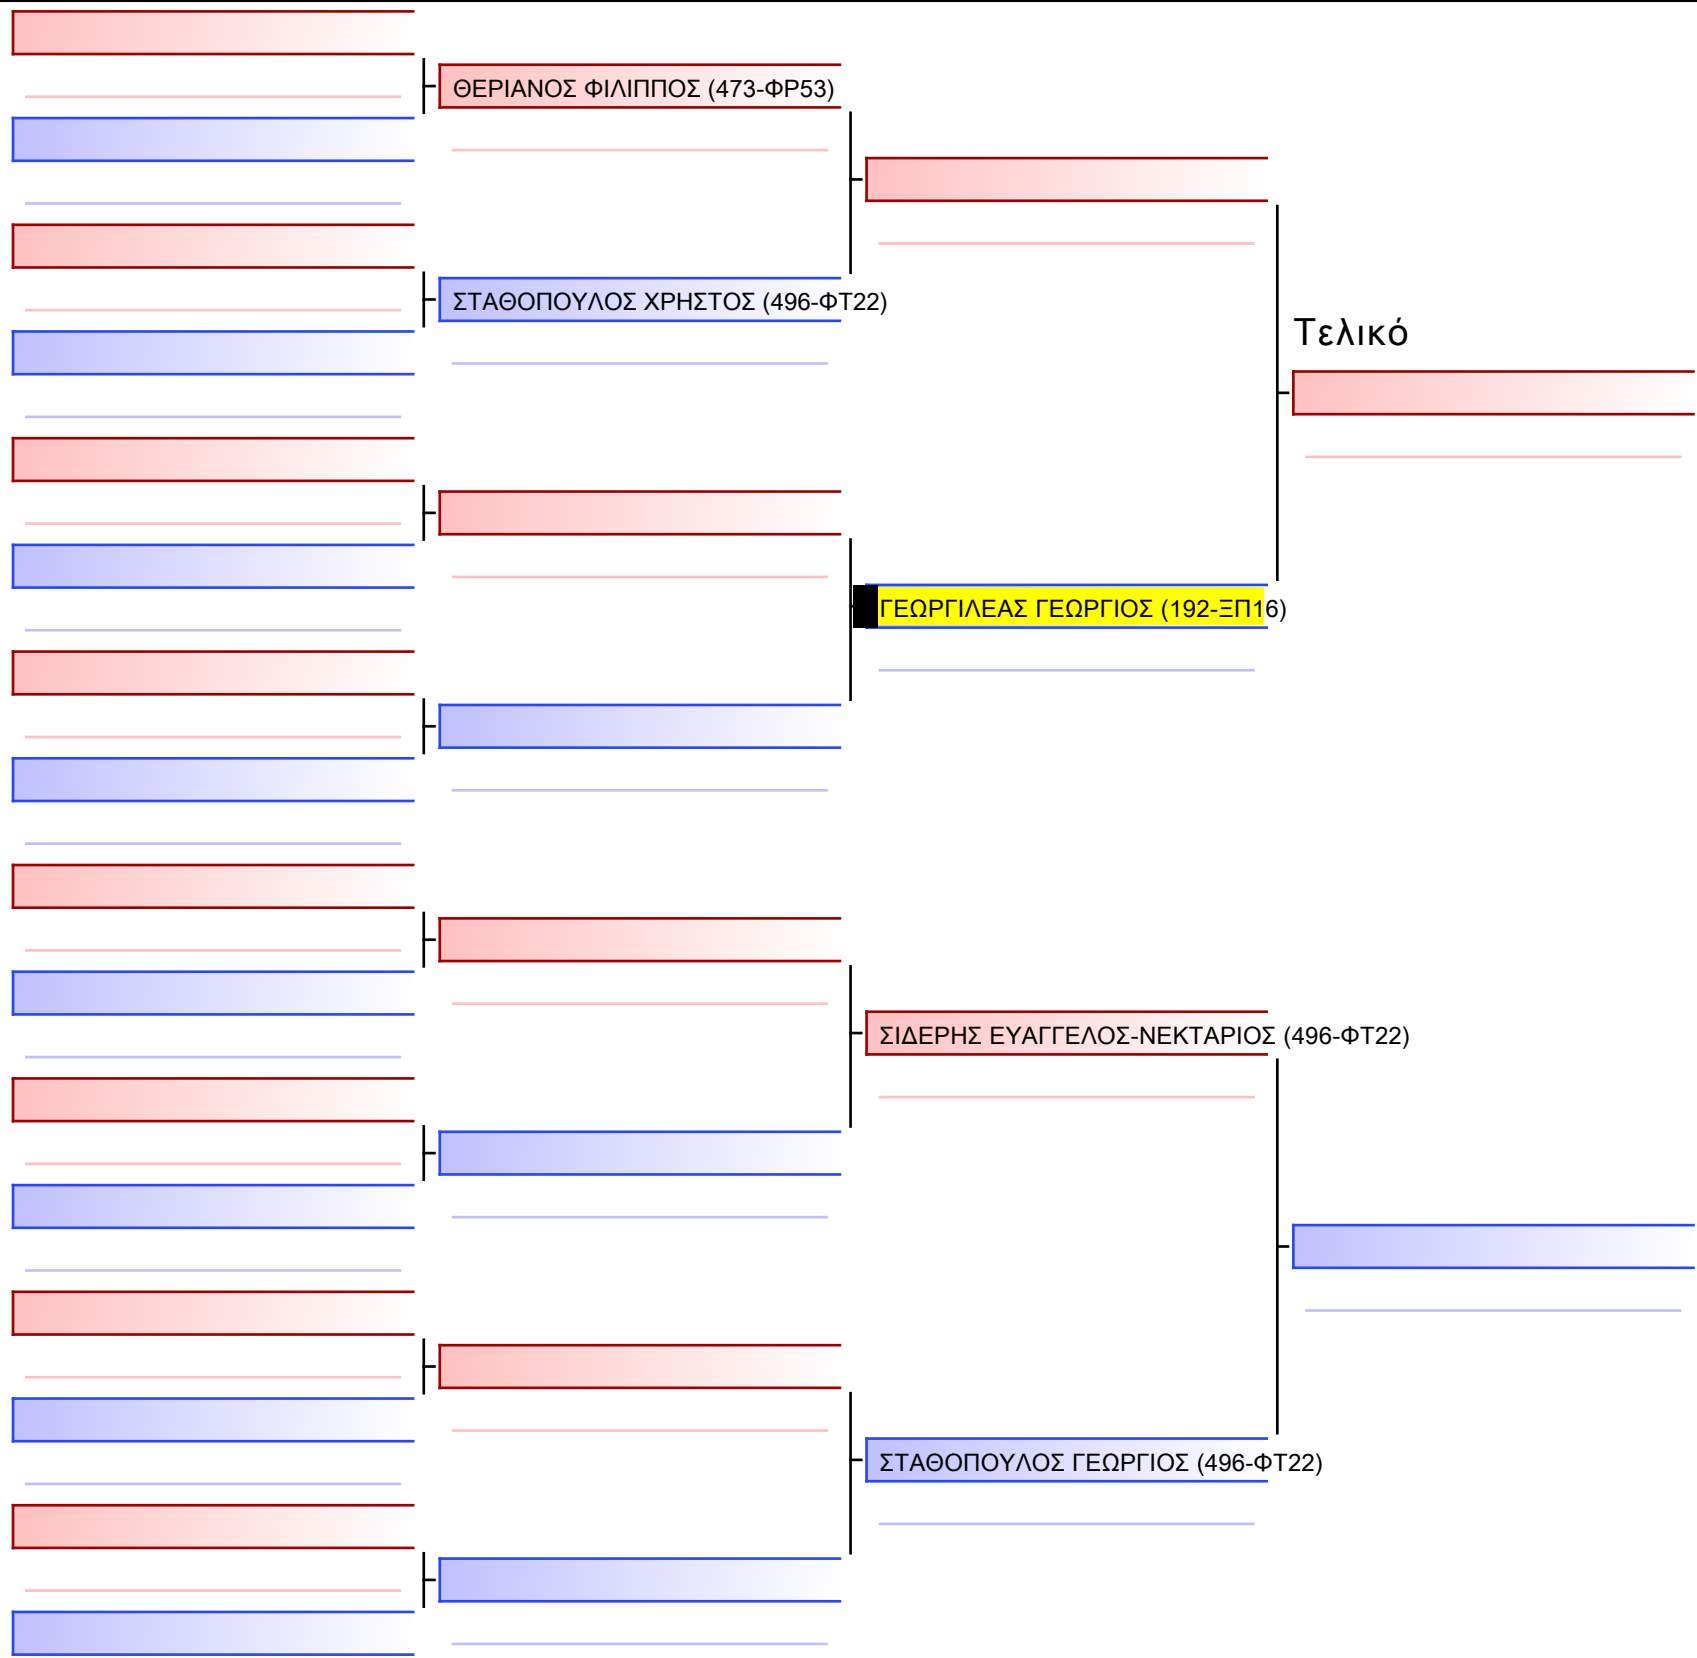 ΘΕΡΙΑΝΟΣ ΦΙΛΙΠΠΟΣ (473-ΦΡ53)
ΣΤΑΘΟΠΟΥΛΟΣ ΧΡΗΣΤΟΣ (496-ΦΤ22)
Τελικό
ΓΕΩΡΓΙΛΕΑΣ ΓΕΩΡΓΙΟΣ (192-ΞΠ16)
ΣΙΔΕΡΗΣ ΕΥΑΓΓΕΛΟΣ-ΝΕΚΤΑΡΙΟΣ (496-ΦΤ22)
ΣΤΑΘΟΠΟΥΛΟΣ ΓΕΩΡΓΙΟΣ (496-ΦΤ22)